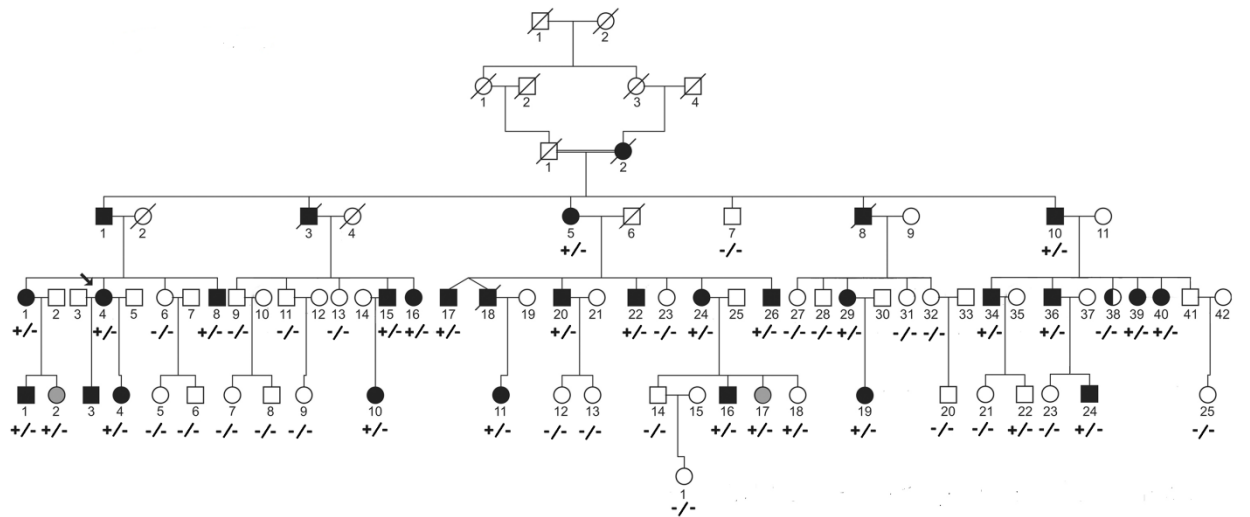 1 2
1 2 3 4
1 2
1 2 3 4 5 6 7 8 9 10 11
+/- -/- +/-
1 2 3 4 5 6 7 8 9 10 11 12 13 14 15 16 17 18 19 20 21 22 23 24 25 26 27 28 29 30 31 32 33 34 35 36 37 38 39 40 41 42
+/- +/- -/- +/- -/- -/- -/- +/- +/- +/- +/- +/- -/- +/- +/- -/- -/- +/- -/- -/- +/- +/- -/- +/- +/-
1 2 3 4 5 6 7 8 9 10 11 12 13 14 15 16 17 18 19 20 21 22 23 24 25
+/- +/- +/- -/- -/- -/- -/- -/- +/- +/- -/- -/- -/- +/- +/- +/- +/- -/- -/- +/- -/- +/- -/-
1
-/-